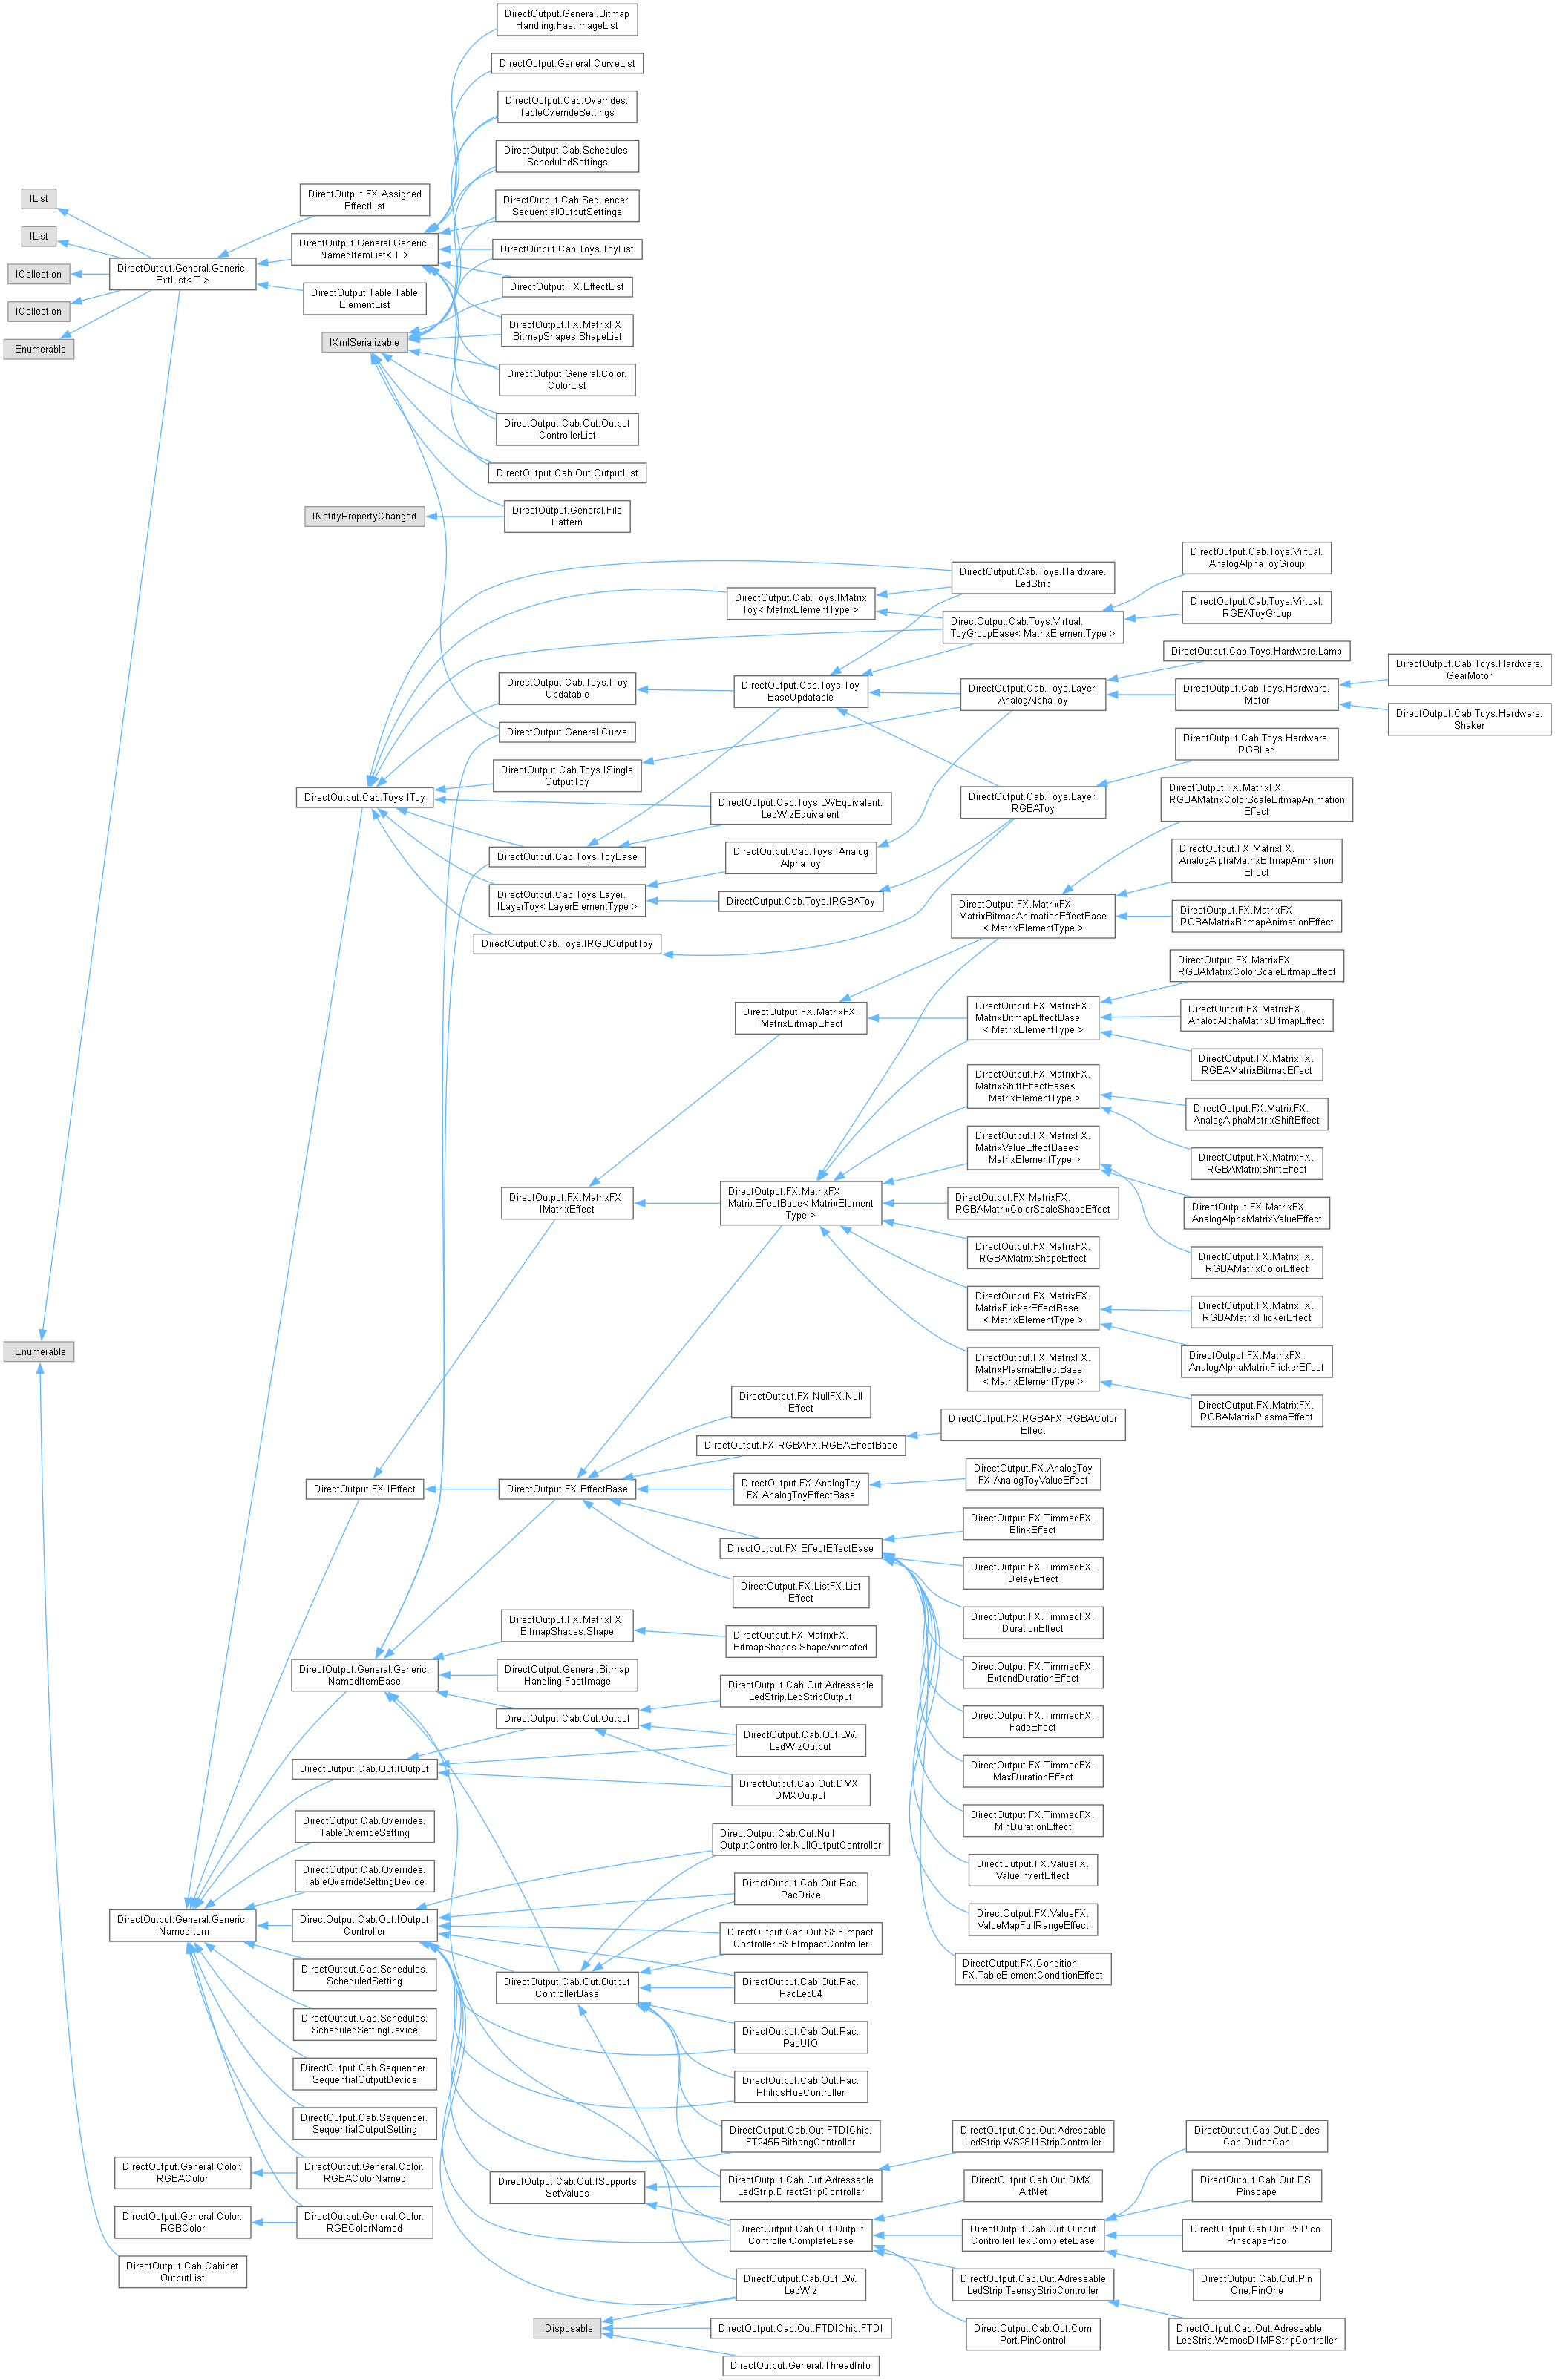 DirectOutput.General.Bitmap
Handling.FastImageList
DirectOutput.General.CurveList
DirectOutput.Cab.Overrides.
TableOverrideSettings
DirectOutput.Cab.Schedules.
ScheduledSettings
DirectOutput.Cab.Sequencer.
SequentialOutputSettings
DirectOutput.Cab.Toys.ToyList
DirectOutput.FX.EffectList
DirectOutput.FX.MatrixFX.
BitmapShapes.ShapeList
DirectOutput.General.Color.
ColorList
DirectOutput.Cab.Out.Output
ControllerList
DirectOutput.Cab.Out.OutputList
DirectOutput.General.File
Pattern
IList
IList
ICollection
ICollection
IEnumerable
DirectOutput.General.Generic.
ExtList< T >
DirectOutput.FX.Assigned
EffectList
DirectOutput.General.Generic.
NamedItemList< T >
DirectOutput.Table.Table
ElementList
IXmlSerializable
INotifyPropertyChanged
DirectOutput.Cab.Toys.IToy
DirectOutput.Cab.Toys.IToy
Updatable
DirectOutput.General.Curve
DirectOutput.Cab.Toys.ISingle
OutputToy
DirectOutput.Cab.Toys.ToyBase
DirectOutput.Cab.Toys.Layer.
ILayerToy< LayerElementType >
DirectOutput.Cab.Toys.IRGBOutputToy
DirectOutput.Cab.Toys.IMatrix
Toy< MatrixElementType >
DirectOutput.Cab.Toys.Toy
BaseUpdatable
DirectOutput.Cab.Toys.LWEquivalent.
LedWizEquivalent
DirectOutput.Cab.Toys.IAnalog
AlphaToy
DirectOutput.Cab.Toys.IRGBAToy
DirectOutput.Cab.Toys.Hardware.
LedStrip
DirectOutput.Cab.Toys.Virtual.
ToyGroupBase< MatrixElementType >
DirectOutput.Cab.Toys.Layer.
AnalogAlphaToy
DirectOutput.Cab.Toys.Layer.
RGBAToy
DirectOutput.Cab.Toys.Virtual.
AnalogAlphaToyGroup
DirectOutput.Cab.Toys.Virtual.
RGBAToyGroup
DirectOutput.Cab.Toys.Hardware.Lamp
DirectOutput.Cab.Toys.Hardware.
Motor
DirectOutput.Cab.Toys.Hardware.
GearMotor
DirectOutput.Cab.Toys.Hardware.
Shaker
DirectOutput.Cab.Toys.Hardware.
RGBLed
DirectOutput.FX.MatrixFX.
IMatrixEffect
DirectOutput.FX.MatrixFX.
IMatrixBitmapEffect
DirectOutput.FX.MatrixFX.
MatrixEffectBase< MatrixElement
Type >
DirectOutput.FX.MatrixFX.
MatrixBitmapAnimationEffectBase
< MatrixElementType >
DirectOutput.FX.MatrixFX.
MatrixBitmapEffectBase
< MatrixElementType >
DirectOutput.FX.MatrixFX.
MatrixShiftEffectBase<
MatrixElementType >
DirectOutput.FX.MatrixFX.
MatrixValueEffectBase<
MatrixElementType >
DirectOutput.FX.MatrixFX.
RGBAMatrixColorScaleShapeEffect
DirectOutput.FX.MatrixFX.
RGBAMatrixShapeEffect
DirectOutput.FX.MatrixFX.
MatrixFlickerEffectBase
< MatrixElementType >
DirectOutput.FX.MatrixFX.
MatrixPlasmaEffectBase
< MatrixElementType >
DirectOutput.FX.MatrixFX.
RGBAMatrixColorScaleBitmapAnimation
Effect
DirectOutput.FX.MatrixFX.
AnalogAlphaMatrixBitmapAnimation
Effect
DirectOutput.FX.MatrixFX.
RGBAMatrixBitmapAnimationEffect
DirectOutput.FX.MatrixFX.
RGBAMatrixColorScaleBitmapEffect
DirectOutput.FX.MatrixFX.
AnalogAlphaMatrixBitmapEffect
DirectOutput.FX.MatrixFX.
RGBAMatrixBitmapEffect
DirectOutput.FX.MatrixFX.
AnalogAlphaMatrixShiftEffect
DirectOutput.FX.MatrixFX.
RGBAMatrixShiftEffect
DirectOutput.FX.MatrixFX.
AnalogAlphaMatrixValueEffect
DirectOutput.FX.MatrixFX.
RGBAMatrixColorEffect
DirectOutput.FX.MatrixFX.
RGBAMatrixFlickerEffect
DirectOutput.FX.MatrixFX.
AnalogAlphaMatrixFlickerEffect
DirectOutput.FX.MatrixFX.
RGBAMatrixPlasmaEffect
IEnumerable
DirectOutput.FX.IEffect
DirectOutput.FX.EffectBase
DirectOutput.FX.NullFX.Null
Effect
DirectOutput.FX.RGBAFX.RGBAEffectBase
DirectOutput.FX.AnalogToy
FX.AnalogToyEffectBase
DirectOutput.FX.EffectEffectBase
DirectOutput.FX.ListFX.List
Effect
DirectOutput.FX.RGBAFX.RGBAColor
Effect
DirectOutput.FX.AnalogToy
FX.AnalogToyValueEffect
DirectOutput.FX.TimmedFX.
BlinkEffect
DirectOutput.FX.TimmedFX.
DelayEffect
DirectOutput.FX.TimmedFX.
DurationEffect
DirectOutput.FX.TimmedFX.
ExtendDurationEffect
DirectOutput.FX.TimmedFX.
FadeEffect
DirectOutput.FX.TimmedFX.
MaxDurationEffect
DirectOutput.FX.TimmedFX.
MinDurationEffect
DirectOutput.FX.ValueFX.
ValueInvertEffect
DirectOutput.FX.ValueFX.
ValueMapFullRangeEffect
DirectOutput.FX.Condition
FX.TableElementConditionEffect
DirectOutput.General.Generic.
NamedItemBase
DirectOutput.FX.MatrixFX.
BitmapShapes.Shape
DirectOutput.FX.MatrixFX.
BitmapShapes.ShapeAnimated
DirectOutput.General.Bitmap
Handling.FastImage
DirectOutput.Cab.Out.Output
DirectOutput.Cab.Out.Adressable
LedStrip.LedStripOutput
DirectOutput.Cab.Out.LW.
LedWizOutput
DirectOutput.Cab.Out.DMX.
DMXOutput
DirectOutput.General.Generic.
INamedItem
DirectOutput.Cab.Out.IOutput
DirectOutput.Cab.Overrides.
TableOverrideSetting
DirectOutput.Cab.Overrides.
TableOverrideSettingDevice
DirectOutput.Cab.Out.IOutput
Controller
DirectOutput.Cab.Schedules.
ScheduledSetting
DirectOutput.Cab.Schedules.
ScheduledSettingDevice
DirectOutput.Cab.Sequencer.
SequentialOutputDevice
DirectOutput.Cab.Sequencer.
SequentialOutputSetting
DirectOutput.General.Color.
RGBAColor
DirectOutput.General.Color.
RGBAColorNamed
DirectOutput.General.Color.
RGBColor
DirectOutput.General.Color.
RGBColorNamed
DirectOutput.Cab.Cabinet
OutputList
DirectOutput.Cab.Out.Output
ControllerBase
DirectOutput.Cab.Out.ISupports
SetValues
IDisposable
DirectOutput.Cab.Out.Null
OutputController.NullOutputController
DirectOutput.Cab.Out.Pac.
PacDrive
DirectOutput.Cab.Out.SSFImpact
Controller.SSFImpactController
DirectOutput.Cab.Out.Pac.
PacLed64
DirectOutput.Cab.Out.Pac.
PacUIO
DirectOutput.Cab.Out.Pac.
PhilipsHueController
DirectOutput.Cab.Out.FTDIChip.
FT245RBitbangController
DirectOutput.Cab.Out.Adressable
LedStrip.DirectStripController
DirectOutput.Cab.Out.Output
ControllerCompleteBase
DirectOutput.Cab.Out.LW.
LedWiz
DirectOutput.Cab.Out.FTDIChip.FTDI
DirectOutput.General.ThreadInfo
DirectOutput.Cab.Out.Adressable
LedStrip.WS2811StripController
DirectOutput.Cab.Out.DMX.
ArtNet
DirectOutput.Cab.Out.Output
ControllerFlexCompleteBase
DirectOutput.Cab.Out.Adressable
LedStrip.TeensyStripController
DirectOutput.Cab.Out.Com
Port.PinControl
DirectOutput.Cab.Out.Dudes
Cab.DudesCab
DirectOutput.Cab.Out.PS.
Pinscape
DirectOutput.Cab.Out.PSPico.
PinscapePico
DirectOutput.Cab.Out.Pin
One.PinOne
DirectOutput.Cab.Out.Adressable
LedStrip.WemosD1MPStripController